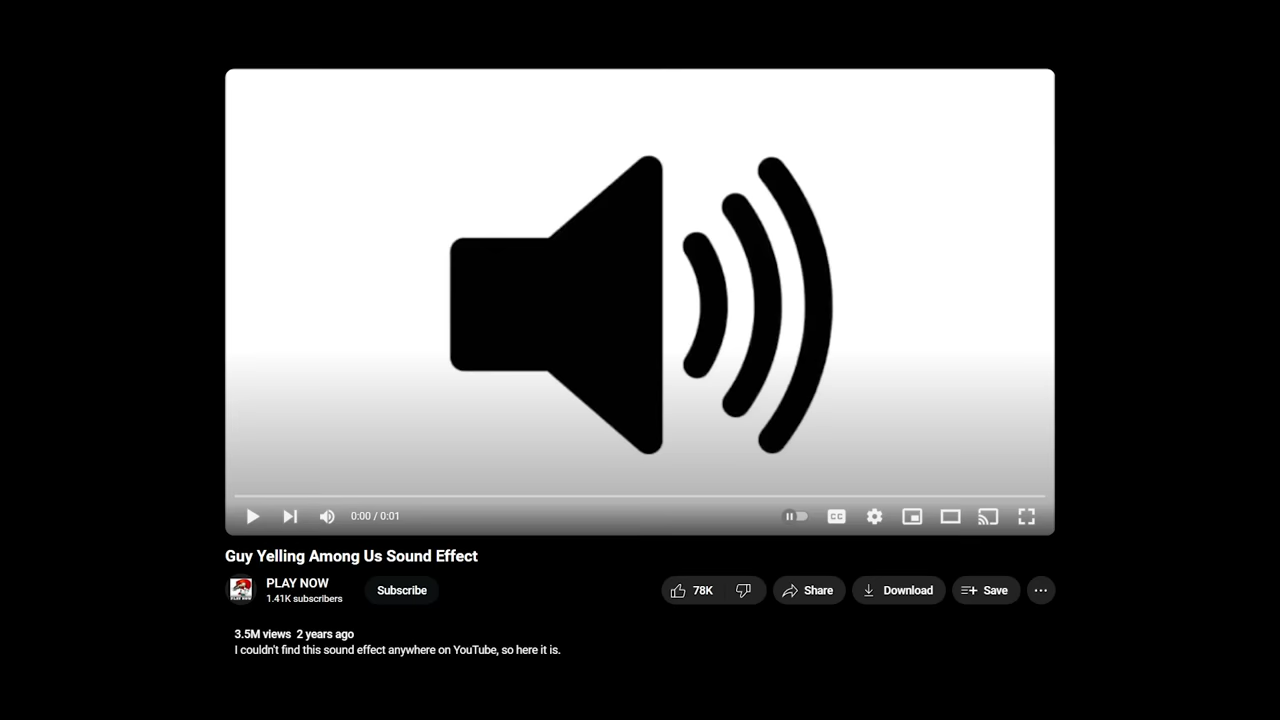 0:00 / 0:01
CC
Guy Yelling Among Us Sound Effect
PLAY NOW
1.41K subscribers
Subscribe
78K
Share
Download
Save
3.5M views 2 years ago
I couldn't find this sound effect anywhere on YouTube, so here it is.